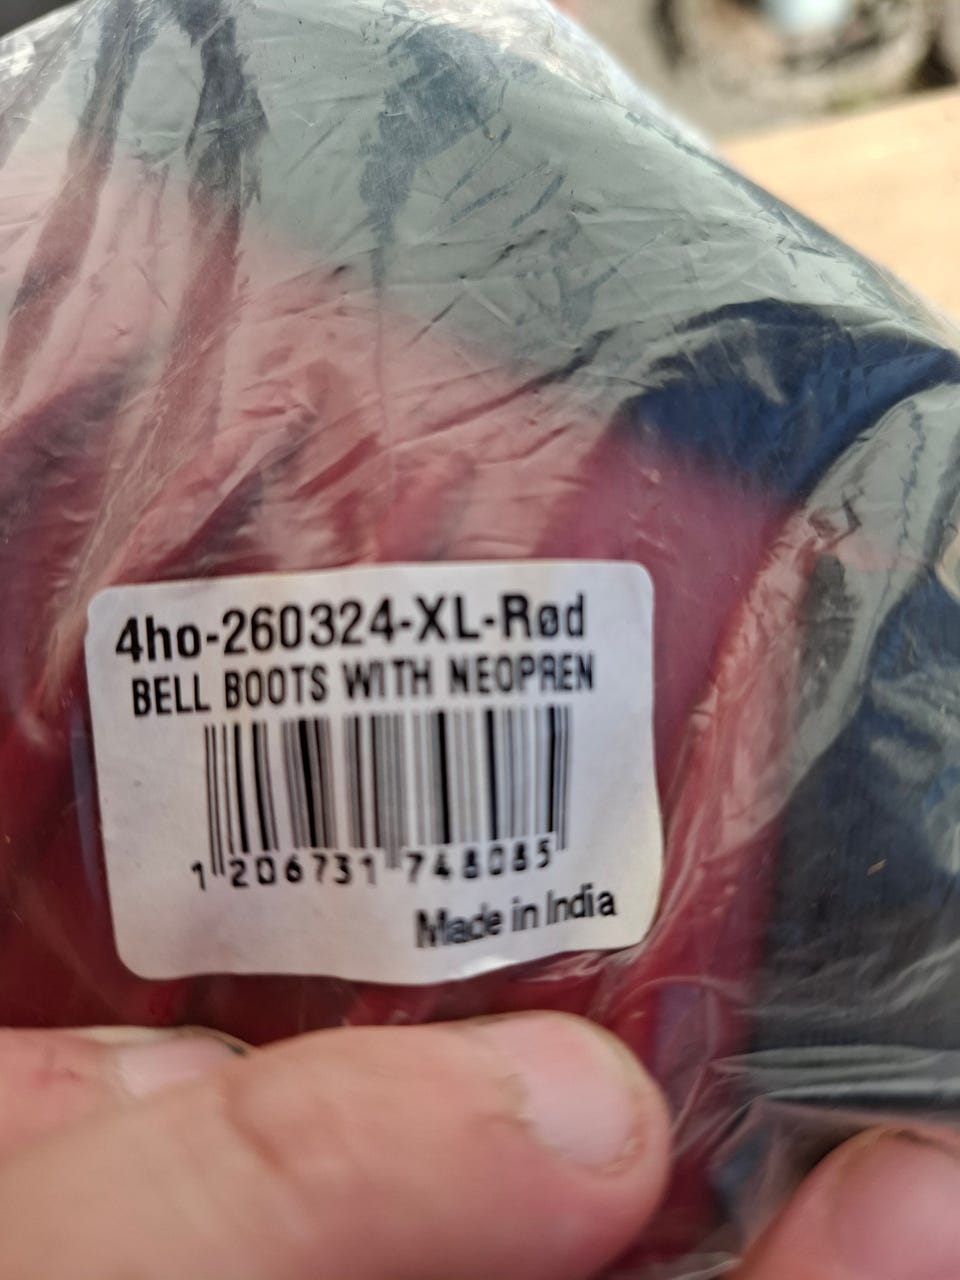 4ho-260324-XL-Rød
BELL BOOTS WITH NEOPREN
1 206731 748085
Made in India